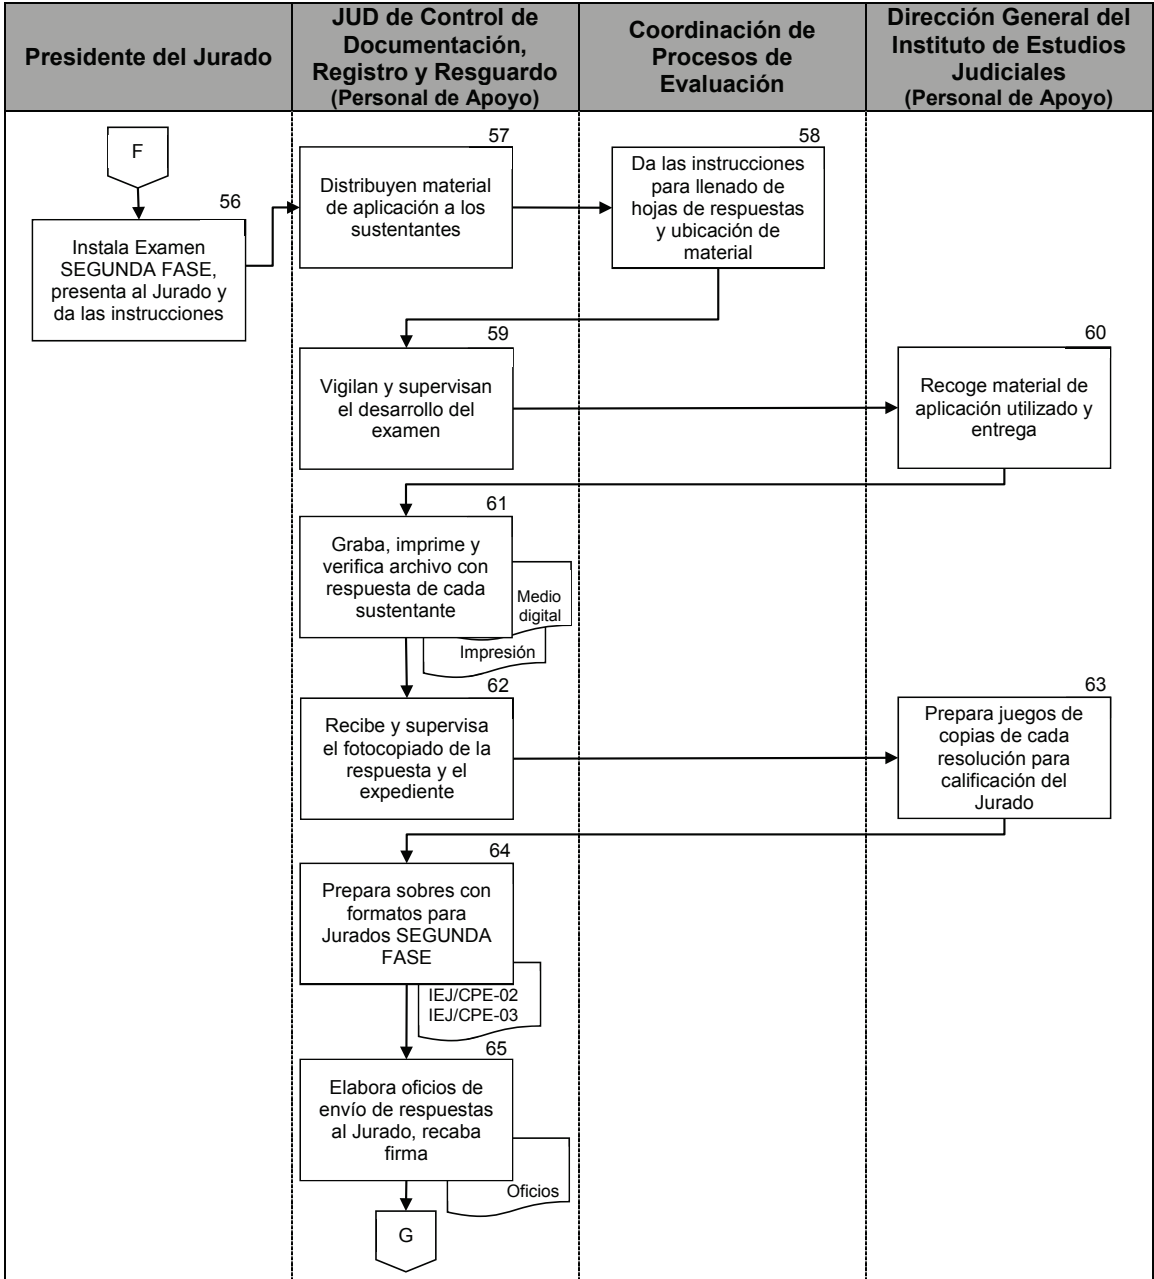 Presidente del Jurado
JUD de Control de
Documentación,
Registro y Resguardo
(Personal de Apoyo)
Coordinación de
Procesos de
Evaluación
Dirección General del
Instituto de Estudios
Judiciales
(Personal de Apoyo)
F
56
Instala Examen
SEGUNDA FASE,
presenta al Jurado y
da las instrucciones
57
Distribuyen material
de aplicación a los
sustentantes
58
Da las instrucciones
para llenado de
hojas de respuestas
y ubicación de
material
59
Vigilan y supervisan
el desarrollo del
examen
60
Recoge material de
aplicación utilizado y
entrega
61
Graba, imprime y
verifica archivo con
respuesta de cada
sustentante
Medio
digital
Impresión
62
Recibe y supervisa
el fotocopiado de la
respuesta y el
expediente
63
Prepara juegos de
copias de cada
resolución para
calificación del
Jurado
64
Prepara sobres con
formatos para
Jurados SEGUNDA
FASE
IEJ/CPE-02
IEJ/CPE-03
65
Elabora oficios de
envío de respuestas
al Jurado, recaba
firma
Oficios
G